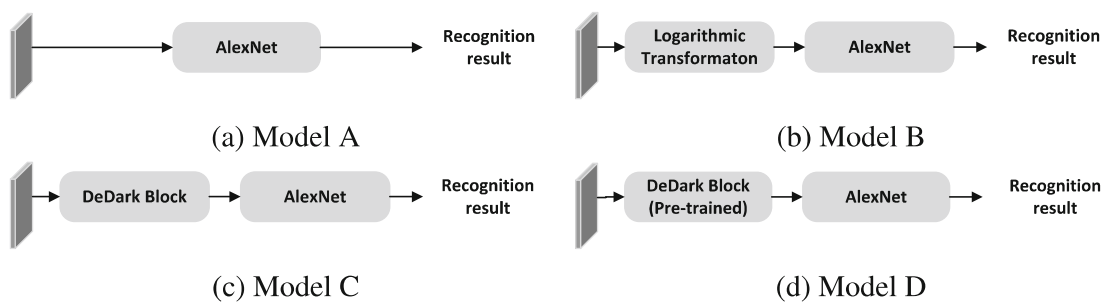 AlexNet
Recognition
result
(a) Model A
Logarithmic
Transformaton
AlexNet
Recognition
result
(b) Model B
DeDark Block
AlexNet
Recognition
result
(c) Model C
DeDark Block
(Pre-trained)
AlexNet
Recognition
result
(d) Model D